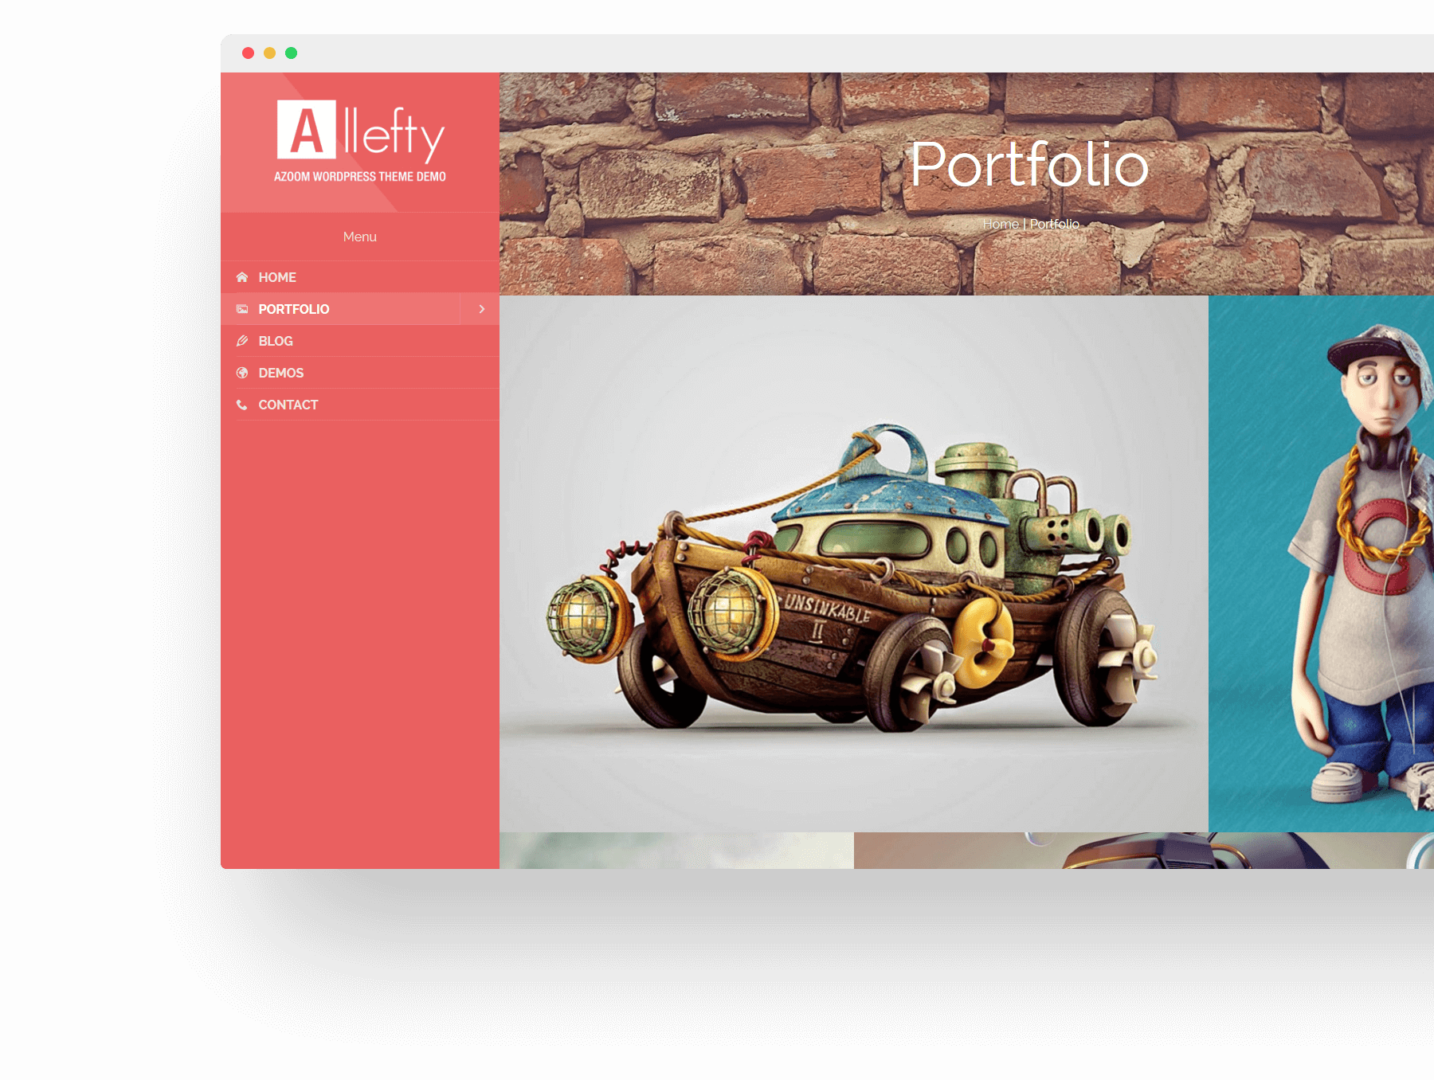 Allefty
AZOOM WORDPRESS THEME DEMO
Menu
HOME
PORTFOLIO
BLOG
DEMOS
CONTACT
Portfolio
Home | Portfolio
UNSINKABLE
II